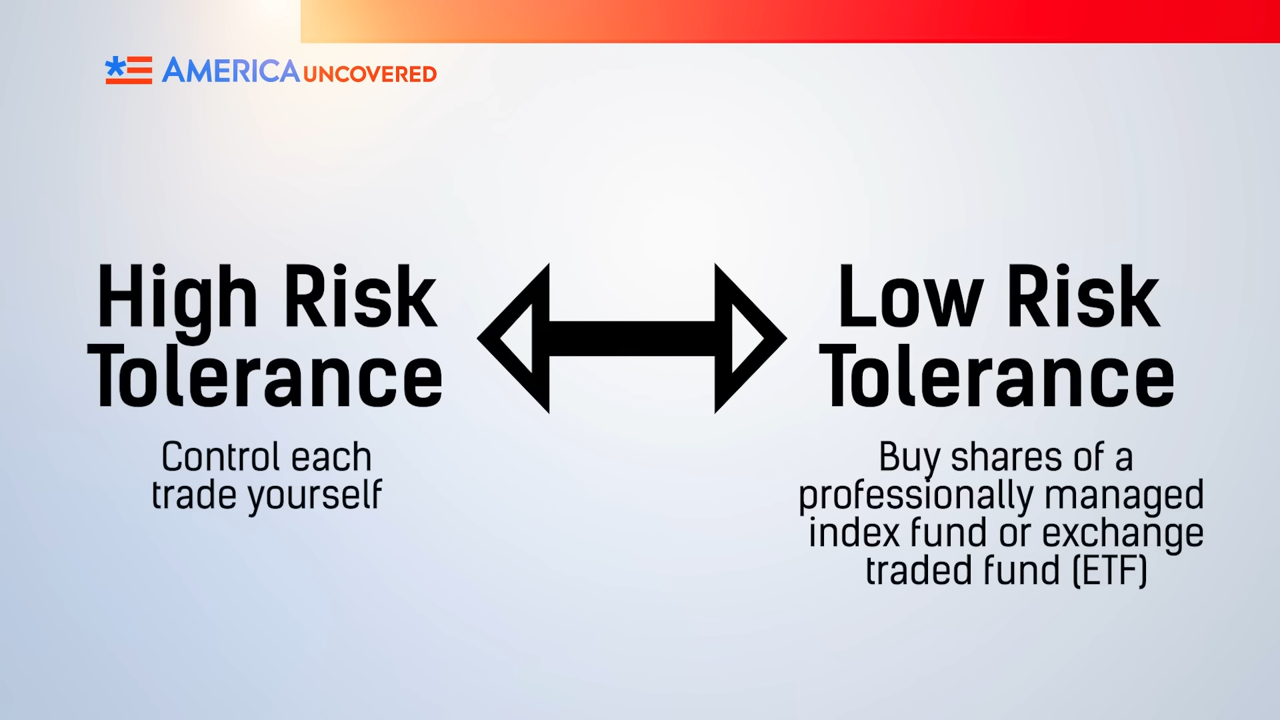 AMERICA UNCOVERED
High Risk
Tolerance
Control each
trade yourself
Low Risk
Tolerance
Buy shares of a
professionally managed
index fund or exchange
traded fund (ETF)